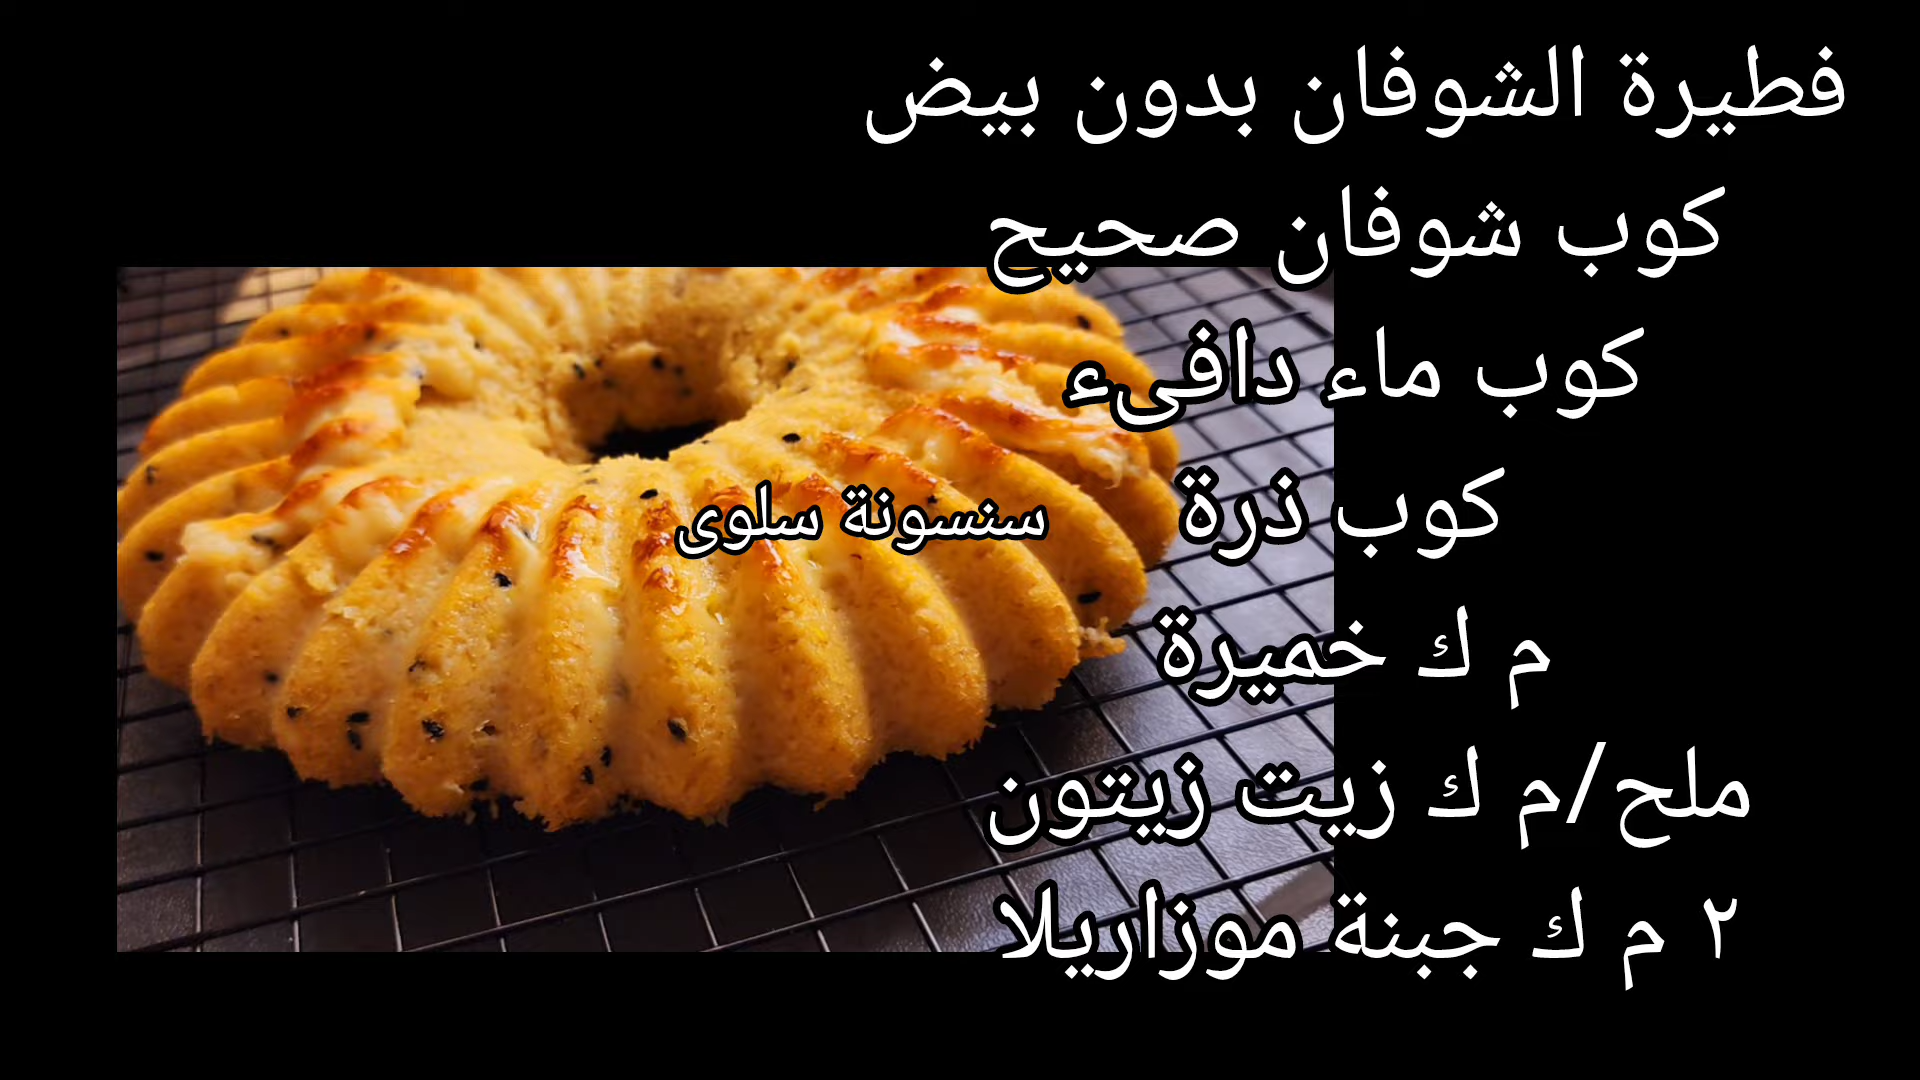 فطيرة الشوفان بدون بيض
كوب شوفان صحيح
كوب ماء دافىء
كوب ذرة
سنسونة سلوى
م ك خميرة
ملح/م ك زيت زيتون
٢ م ك جبنة موزاريلا